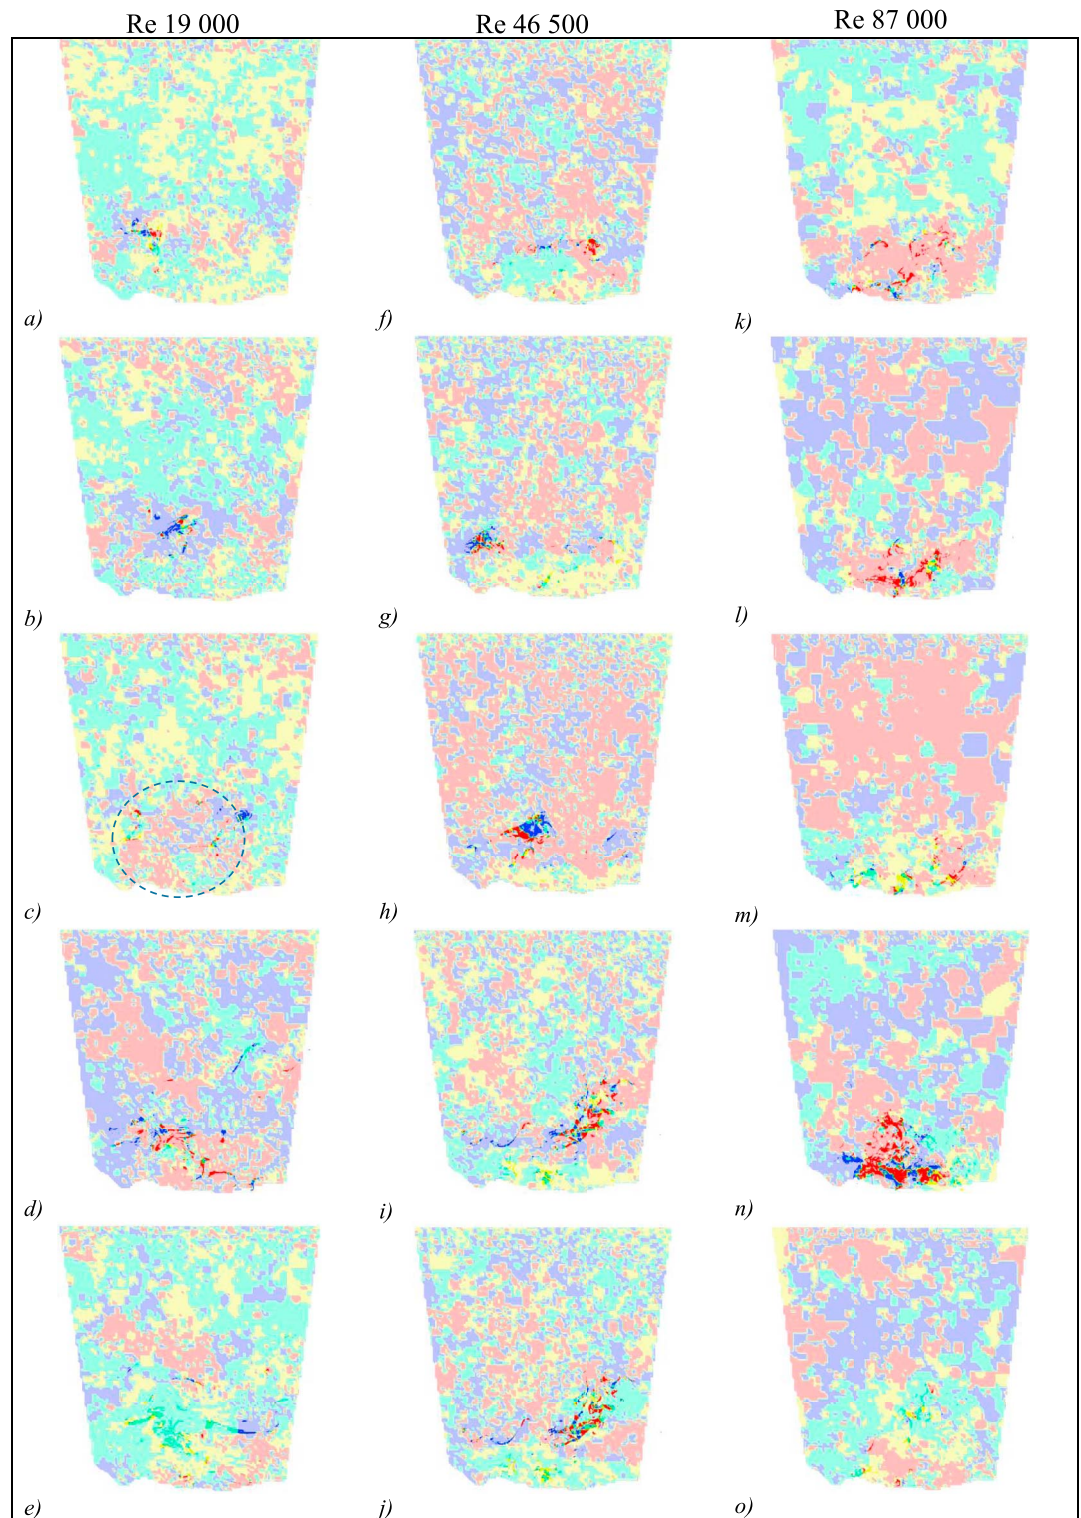 Re 19 000 Re 46 500 Re 87 000
a) f) k)
b) g) l)
c) h) m)
d) i) n)
e) j) o)